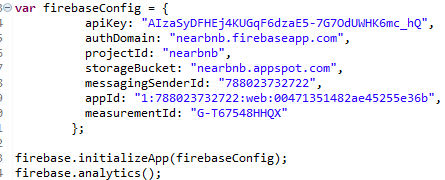 var firebaseConfig = {
apiKey: "AIzaSyDFHEj4KUGqF6dzaE5-7G7OdUWHK6mc_hQ",
authDomain: "nearbnb.firebaseapp.com",
projectId: "nearbnb",
storageBucket: "nearbnb.appspot.com",
messagingSenderId: "788023732722",
appId: "1:788023732722:web:00471351482ae45255e36b",
measurementId: "G-T67548HHQX"
};
firebase.initializeApp(firebaseConfig);
firebase.analytics();